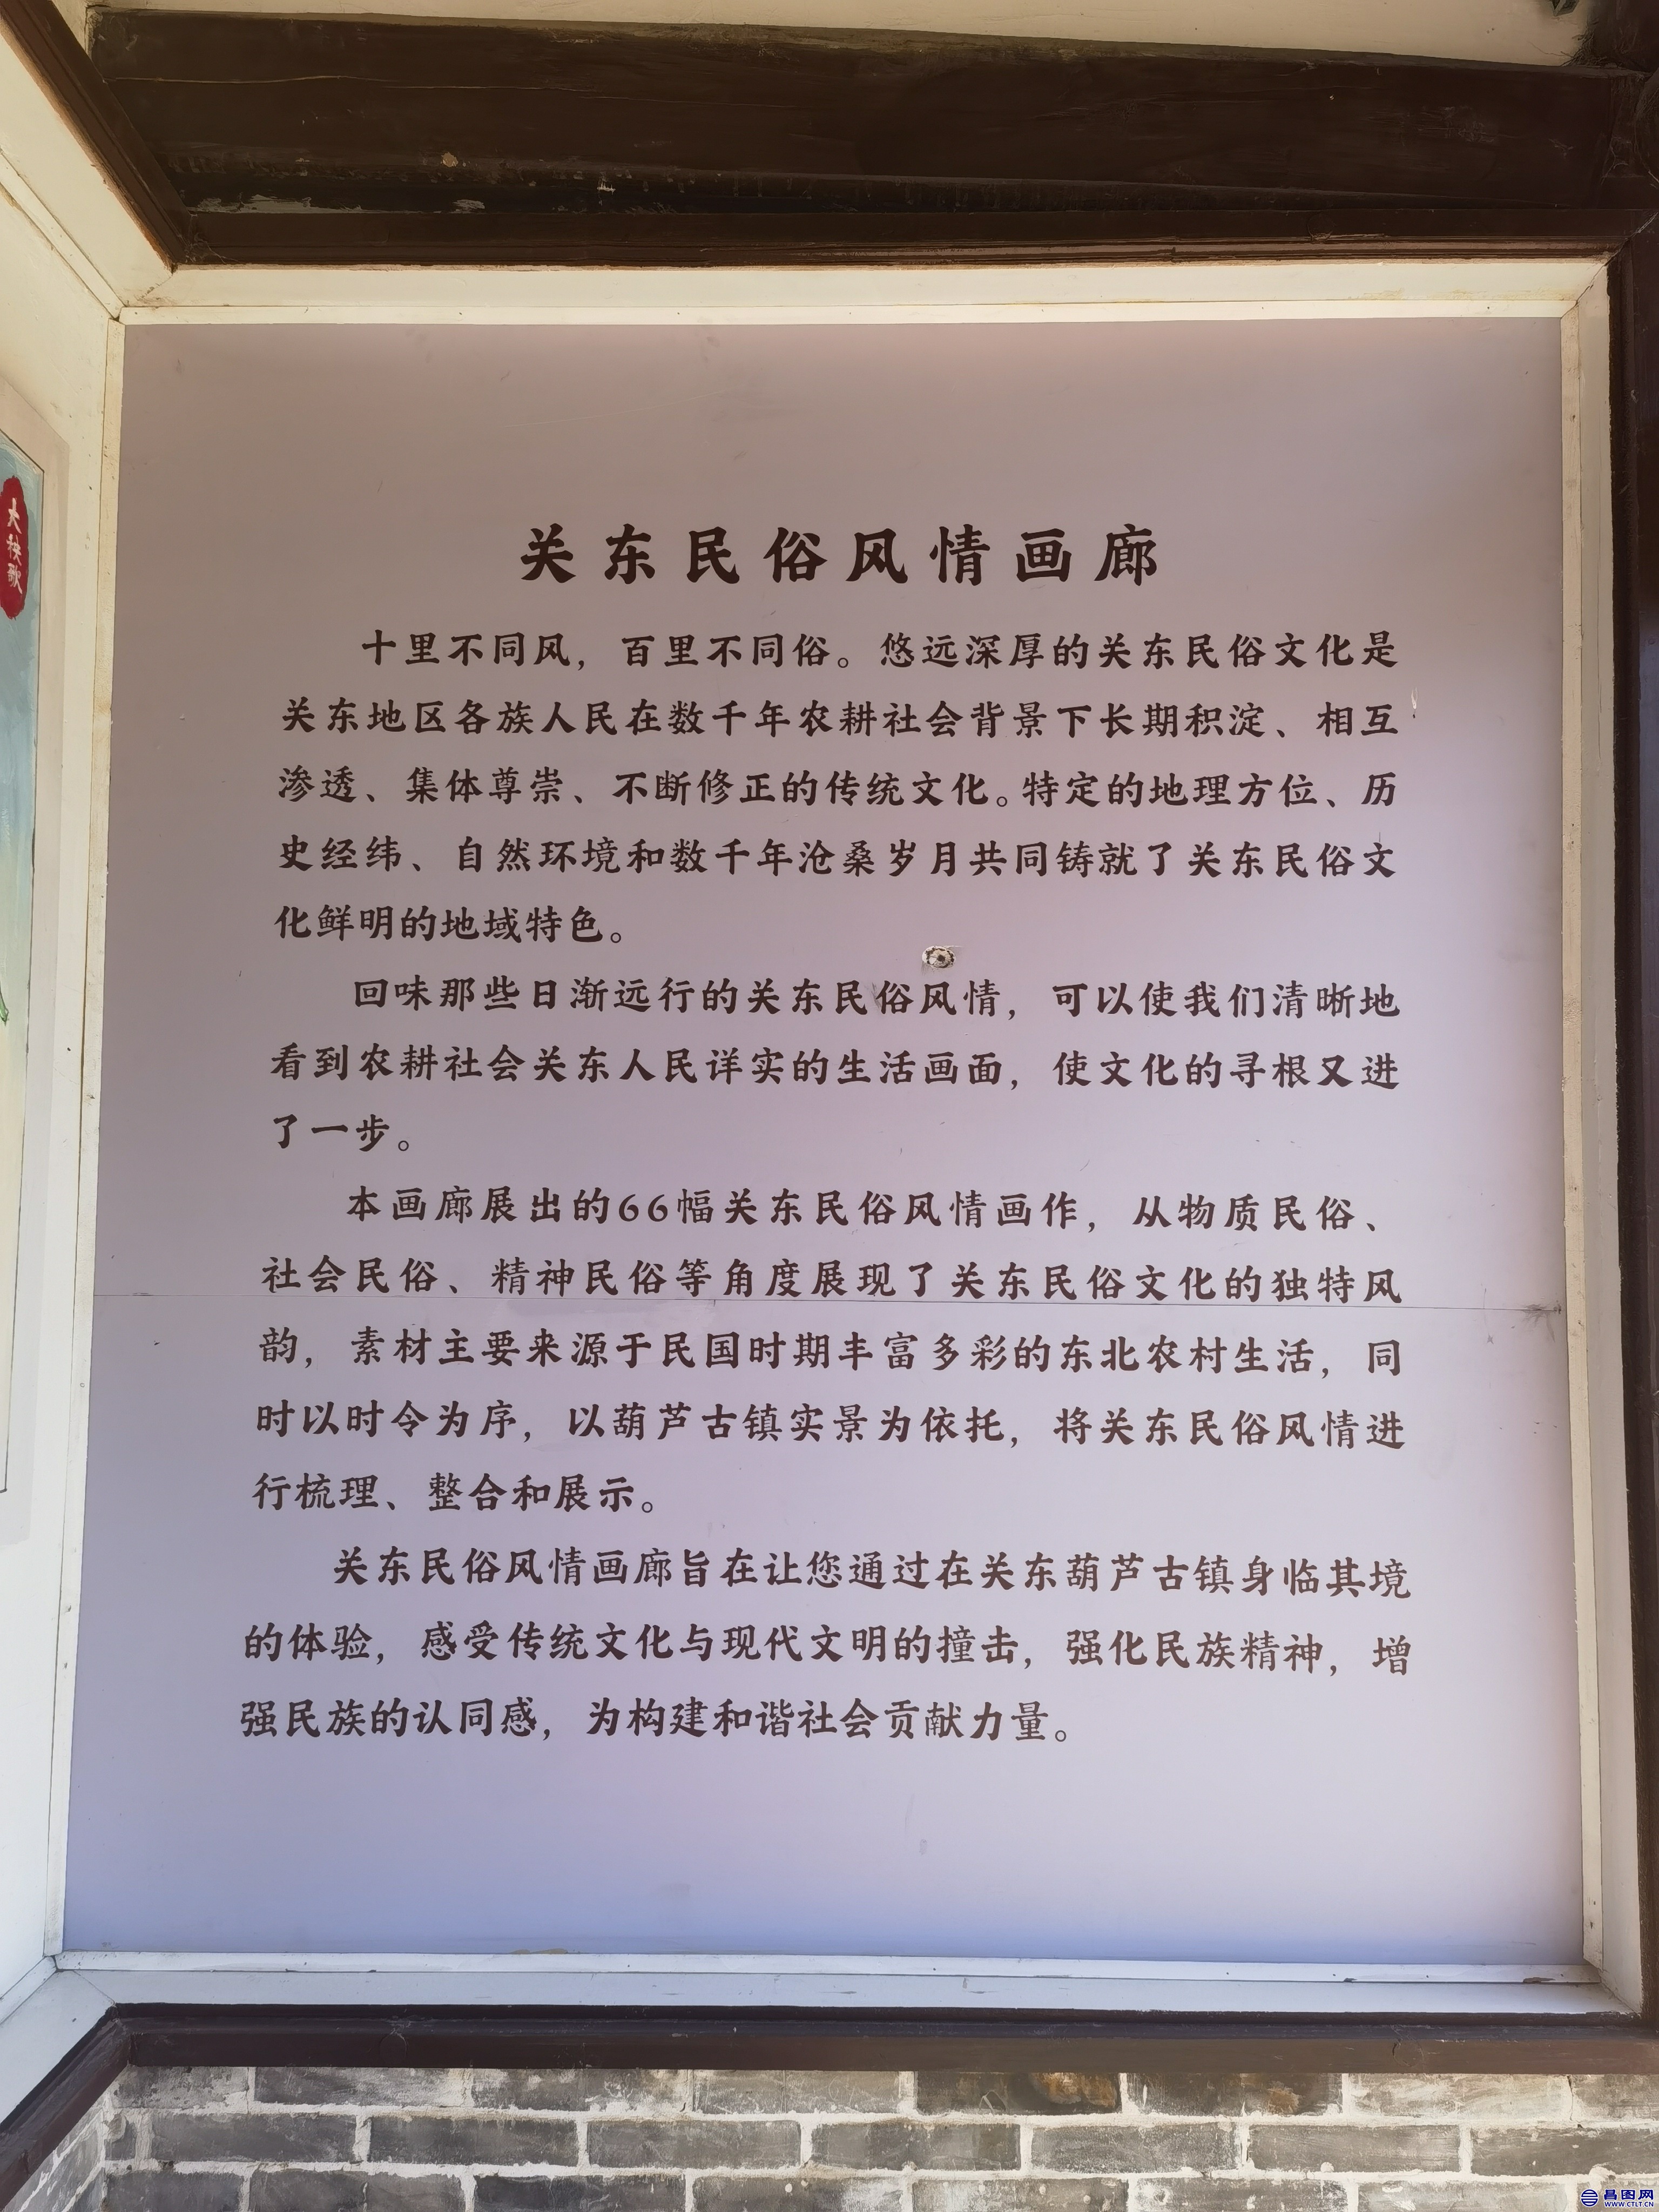 大秧歌
关东民俗风情画廊
十里不同风，百里不同俗。悠远深厚的关东民俗文化是
关东地区各族人民在数千年农耕社会背景下长期积淀、相互
渗透、集体尊崇、不断修正的传统文化。特定的地理方位、历
史经纬、自然环境和数千年沧桑岁月共同铸就了关东民俗文
化鲜明的地域特色。
回味那些日渐远行的关东民俗风情，可以使我们清晰地
看到农耕社会关东人民详实的生活画面，使文化的寻根又进
了一步。
本画廊展出的66幅关东民俗风情画作，从物质民俗、
社会民俗、精神民俗等角度展现了关东民俗文化的独特风
韵，素材主要来源于民国时期丰富多彩的东北农村生活，同
时以时令为序，以葫芦古镇实景为依托，将关东民俗风情进
行梳理、整合和展示。
关东民俗风情画廊旨在让您通过在关东葫芦古镇身临其境
的体验，感受传统文化与现代文明的撞击，强化民族精神，增
强民族的认同感，为构建和谐社会贡献力量。
昌图网
WWW.CTLT.CN